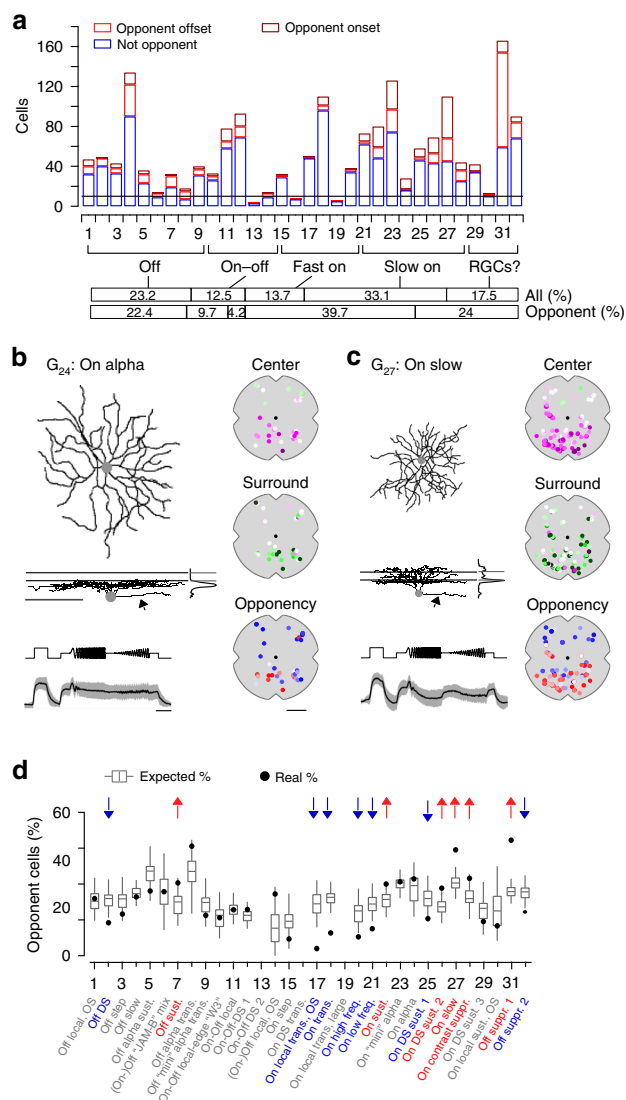 a
Opponent offset
Opponent onset
Not opponent
Cells
160
120
80
40
0
1 3 5 7 9 11 13 15 17 19 21 23 25 27 29 31
Off On–off Fast on Slow on RGCs?
23.2 12.5 13.7 33.1 17.5 All (%)
22.4 9.7 4.2 39.7 24 Opponent (%)
b
G24: On alpha
Center
Surround
Opponency
c
G27: On slow
Center
Surround
Opponency
d
Expected %
Real %
Opponent cells (%)
60
40
20
0
1 3 5 7 9 11 13 15 17 19 21 23 25 27 29 31
Off local, OS
Off DS
Off step
Off slow
Off alpha sust.
(On-)Off "JAM-B" mix
Off sust.
Off alpha trans.
Off "mini" alpha trans.
On-Off local-edge "W3"
On-Off local
On-Off-DS 1
On-Off DS 2
(On-)Off local, OS
On step
On DS trans.
On local trans., OS
On trans.
On local trans, large
On high freq.
On low freq.
On sust.
On "mini" alpha
On alpha
On DS sust. 1
On DS sust. 2
On slow
On contrast suppr.
On DS sust. 3
On local sust., OS
Off suppr. 1
Off suppr. 2